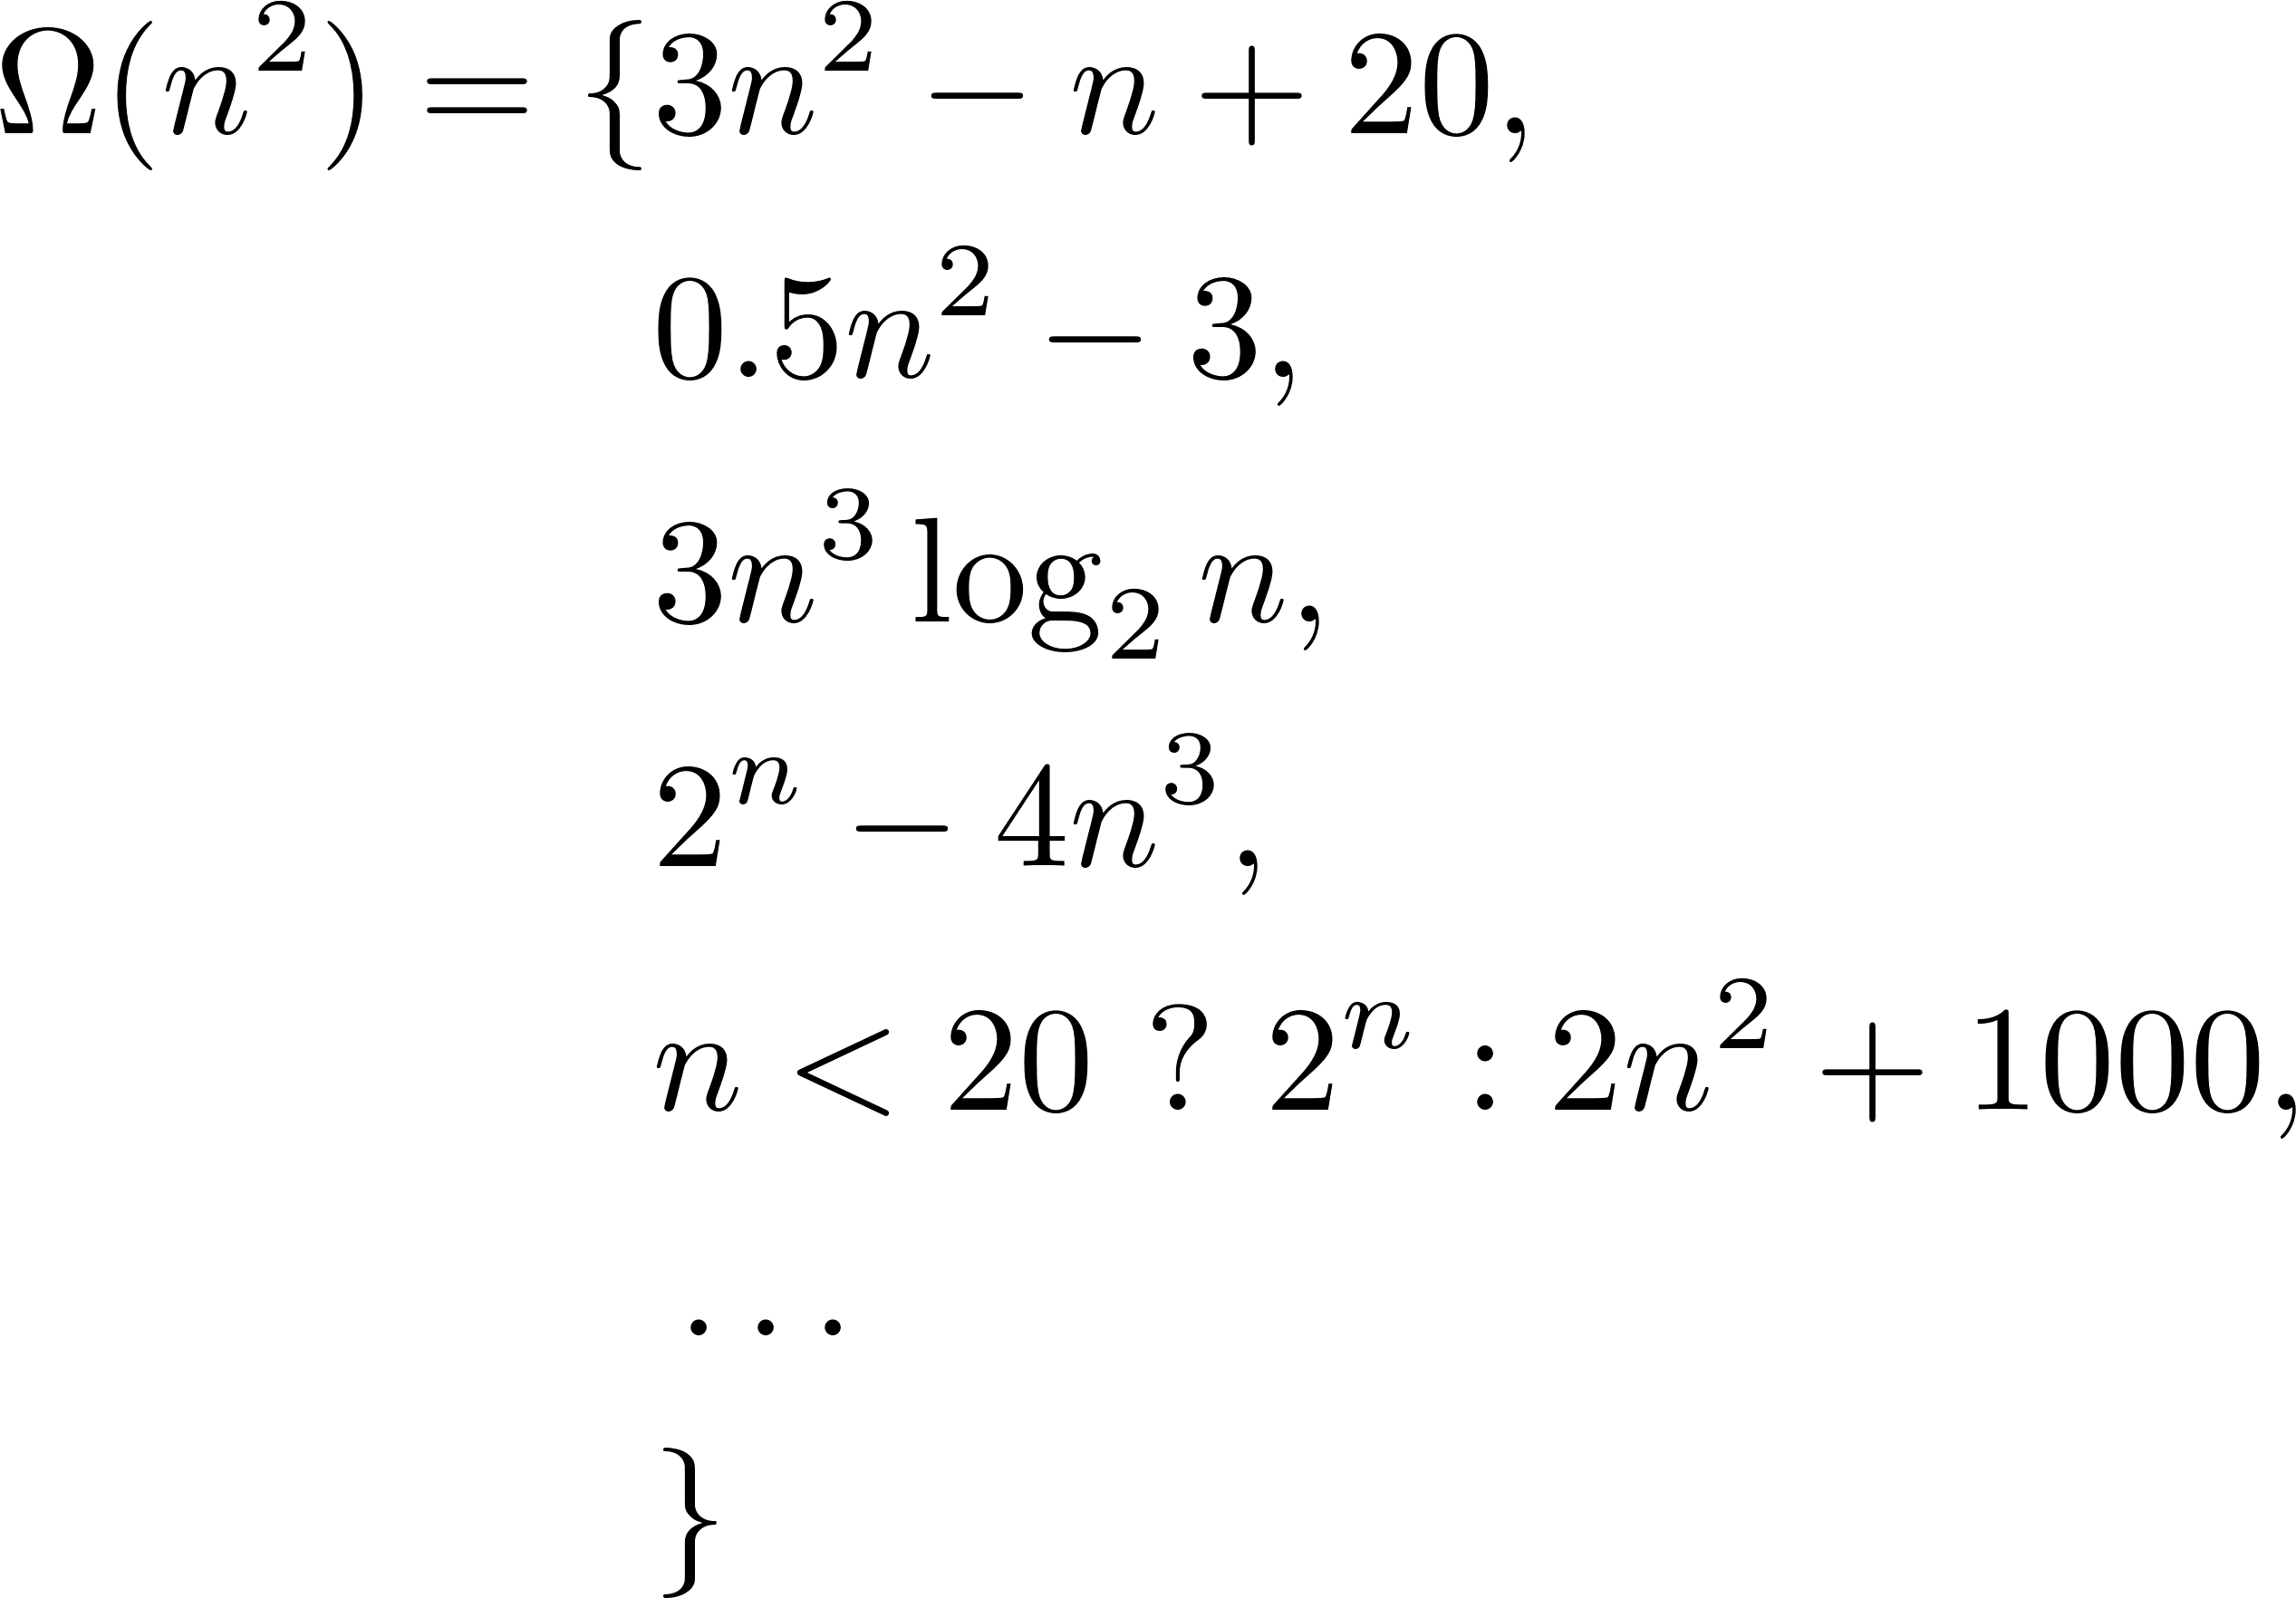 Ω(n²) = {3n² − n + 20,
0.5n² − 3,
3n³ log₂ n,
2ⁿ − 4n³,
n < 20 ? 2ⁿ : 2n² + 1000,
...
}